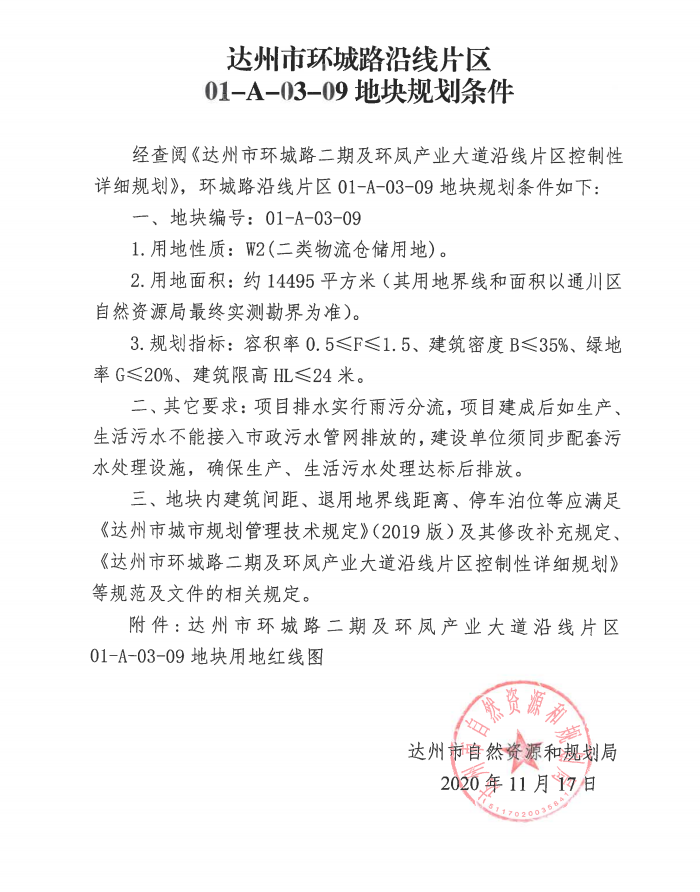 达州市环城路沿线片区
01-A-03-09 地块规划条件
经查阅《达州市环城路二期及环凤产业大道沿线片区控制性
详细规划》，环城路沿线片区 01-A-03-09 地块规划条件如下:
一、地块编号：01-A-03-09
1.用地性质：W2(二类物流仓储用地)。
2.用地面积：约 14495 平方米（其用地界线和面积以通川区
自然资源局最终实测勘界为准)。
3.规划指标：容积率 0.5≤F≤1.5、建筑密度 B≤35%、绿地
率 G≤20%、建筑限高 HL≤24 米。
二、其它要求：项目排水实行雨污分流，项目建成后如生产、
生活污水不能接入市政污水管网排放的，建设单位须同步配套污
水处理设施，确保生产、生活污水处理达标后排放。
三、地块内建筑间距、退用地界线距离、停车泊位等应满足
《达州市城市规划管理技术规定》（2019 版）及其修改补充规定、
《达州市环城路二期及环凤产业大道沿线片区控制性详细规划》
等规范及文件的相关规定。
附件：达州市环城路二期及环凤产业大道沿线片区
01-A-03-09 地块用地红线图
达州市自然资源和规划局
达州市自然资源和规划局
2020 年 11 月 17 日